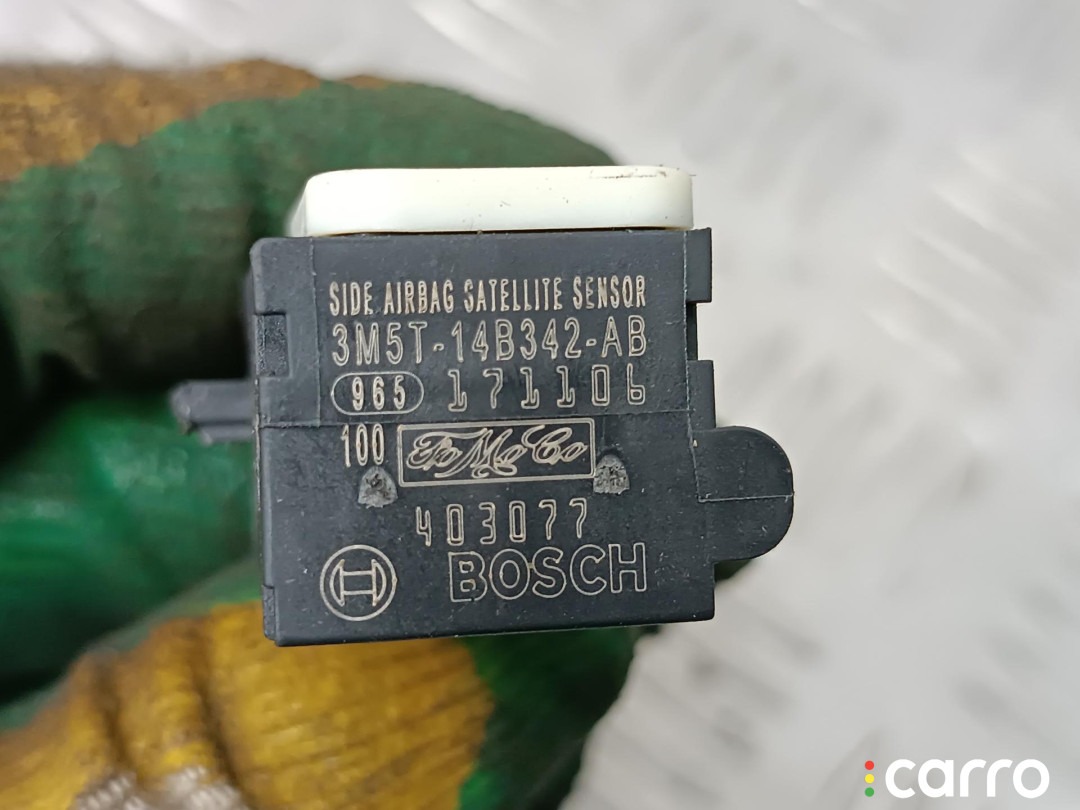 SIDE AIRBAG SATELLITE SENSOR
3M5T-14B342-AB
965 171106
100 FoMoCo
403077
BOSCH
carro